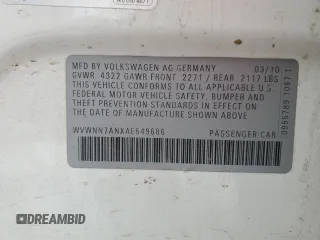 MFD BY VOLKSWAGEN AG GERMANY 03/10
GVWR 4322 GAWR FRONT 2271 / REAR 2117 LBS
THIS VEHICLE CONFORMS TO ALL APPLICABLE U.S.
FEDERAL MOTOR VEHICLE SAFETY, BUMPER AND
THEFT PREVENTION STANDARDS IN EFFECT ON
THE DATE OF MANUFACTURE SHOWN ABOVE.
WVWNN7ANXAE549686 PASSENGER CAR
DREAMBID